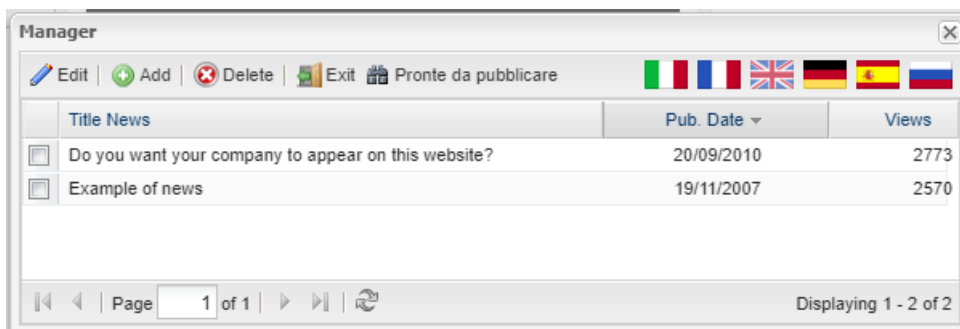 Manager
Edit Add Delete Exit Pronte da pubblicare
Title News Pub. Date Views
Do you want your company to appear on this website? 20/09/2010 2773
Example of news 19/11/2007 2570
Page 1 of 1 Displaying 1 - 2 of 2